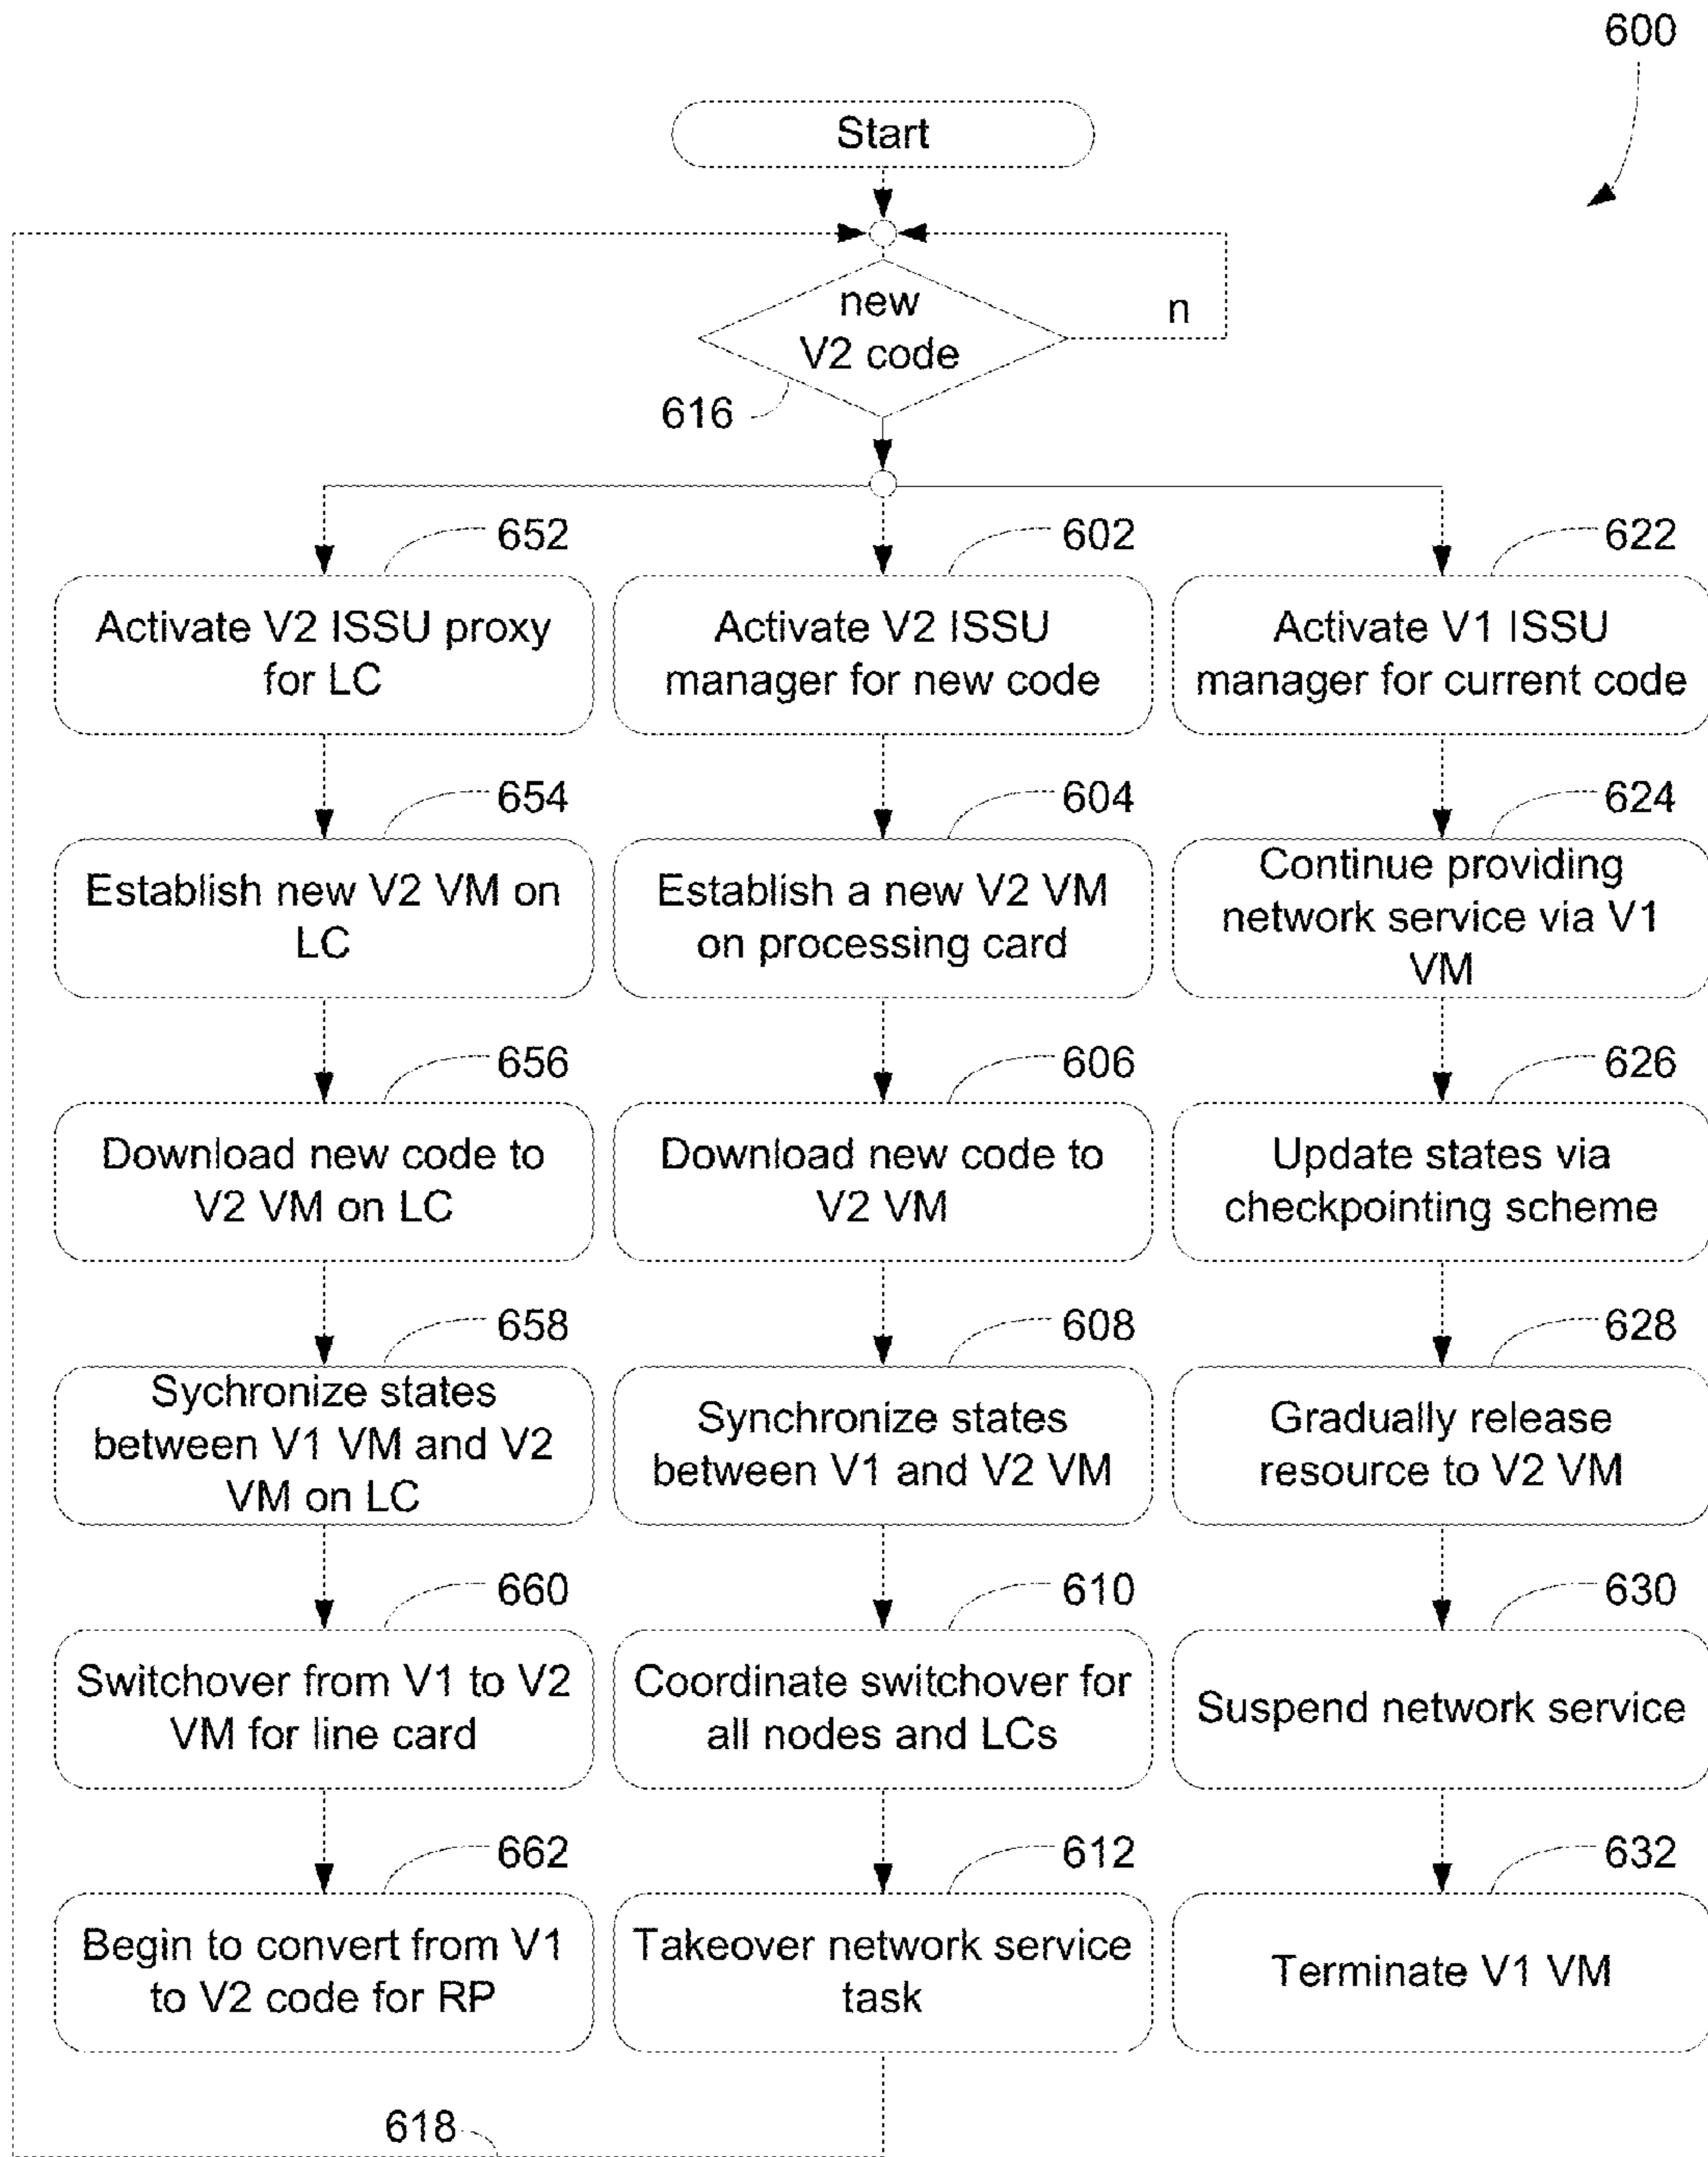 600
Start
new
V2 code
n
616
652
602
622
Activate V2 ISSU proxy
for LC
Activate V2 ISSU
manager for new code
Activate V1 ISSU
manager for current code
654
604
624
Establish new V2 VM on
LC
Establish a new V2 VM
on processing card
Continue providing
network service via V1
VM
656
606
626
Download new code to
V2 VM on LC
Download new code to
V2 VM
Update states via
checkpointing scheme
658
608
628
Sychronize states
between V1 VM and V2
VM on LC
Synchronize states
between V1 and V2 VM
Gradually release
resource to V2 VM
660
610
630
Switchover from V1 to V2
VM for line card
Coordinate switchover for
all nodes and LCs
Suspend network service
662
612
632
Begin to convert from V1
to V2 code for RP
Takeover network service
task
Terminate V1 VM
618